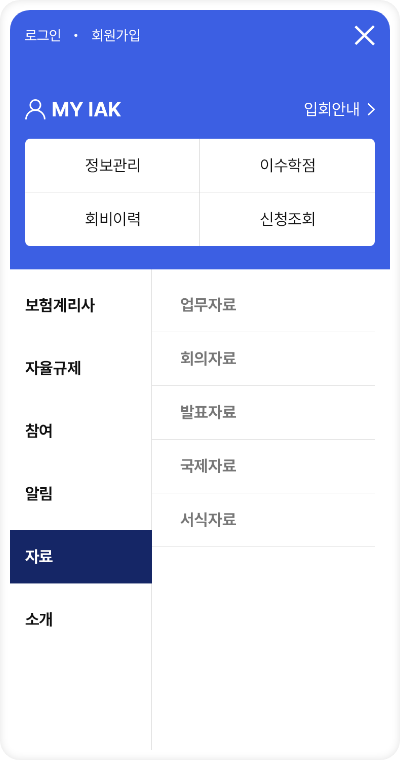 로그인 • 회원가입
MY IAK
입회안내
정보관리
이수학점
회비이력
신청조회
보험계리사
자율규제
참여
알림
자료
소개
업무자료
회의자료
발표자료
국제자료
서식자료